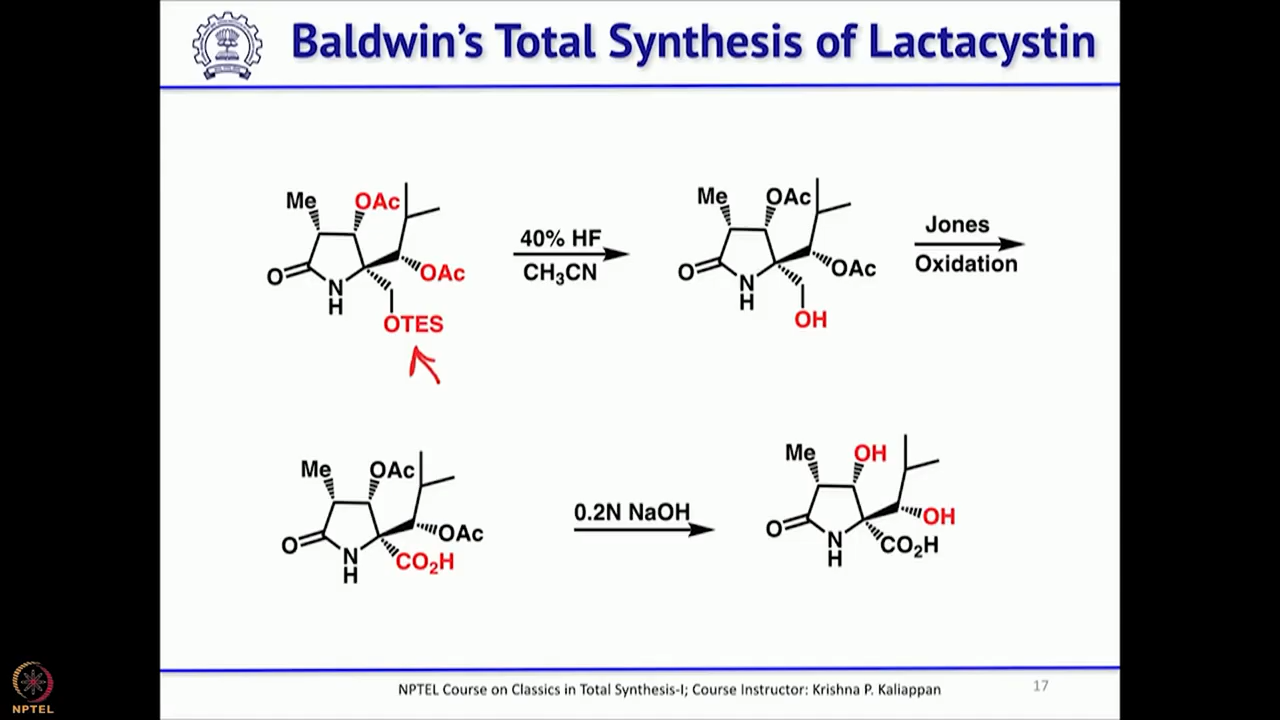 Baldwin's Total Synthesis of Lactacystin
Me OAc
O
N
H
OAc
OTES
40% HF
CH3CN
Me OAc
O
N
H
OAc
OH
Jones
Oxidation
Me OAc
O
N
H
OAc
CO2H
0.2N NaOH
Me OH
O
N
H
OH
CO2H
NPTEL Course on Classics in Total Synthesis-I; Course Instructor: Krishna P. Kaliappan
17
NPTEL